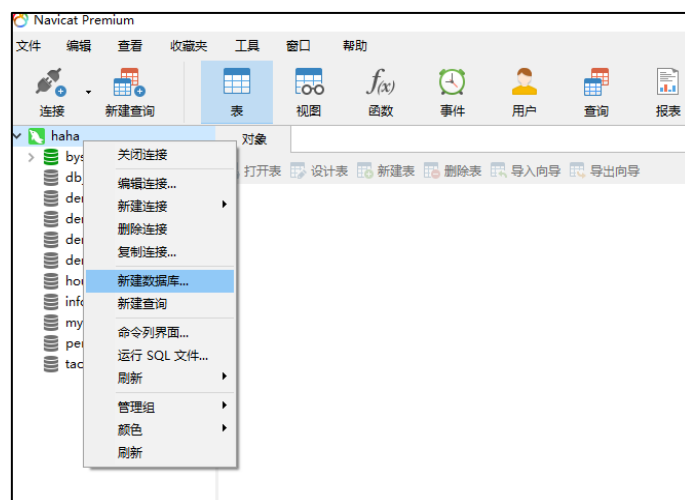 Navicat Premium
文件 编辑 查看 收藏夹 工具 窗口 帮助
连接 新建查询 表 视图 f(x) 函数 事件 用户 查询 报表
haha 对象
打开表 设计表 新建表 删除表 导入向导 导出向导
关闭连接
编辑连接...
新建连接
删除连接
复制连接...
新建数据库...
新建查询
命令列界面...
运行 SQL 文件...
刷新
管理组
颜色
刷新